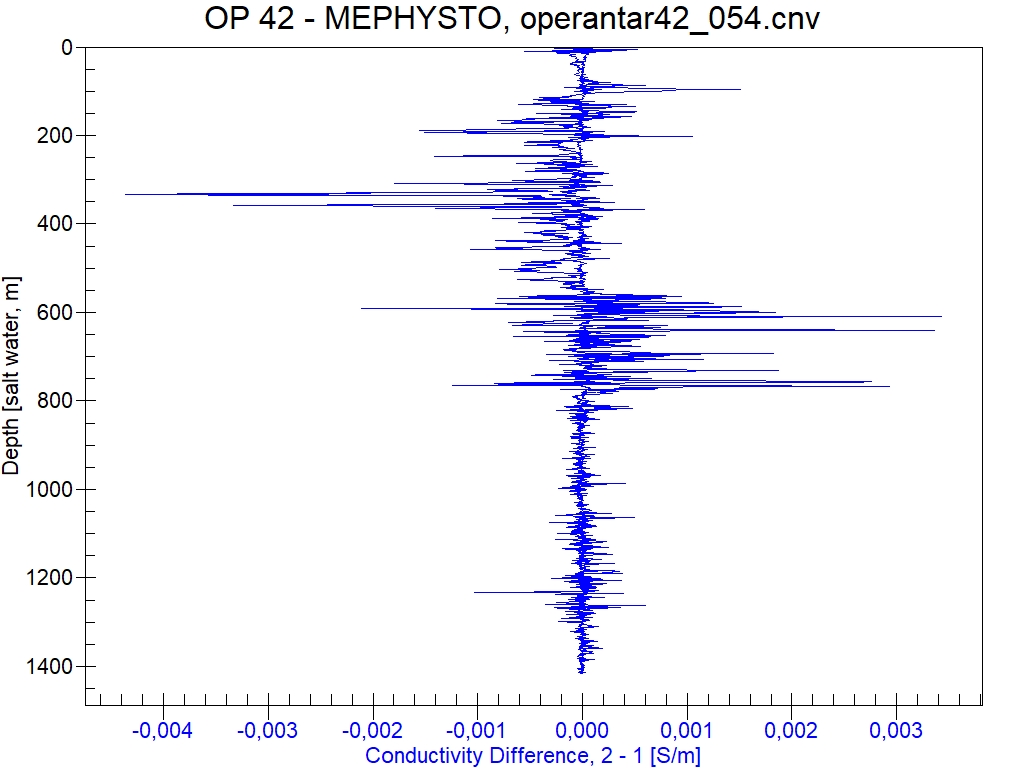 OP 42 - MEPHYSTO, operantar42_054.cnv
0
200
400
600
800
1000
1200
1400
Depth [salt water, m]
-0,004 -0,003 -0,002 -0,001 0,000 0,001 0,002 0,003
Conductivity Difference, 2 - 1 [S/m]